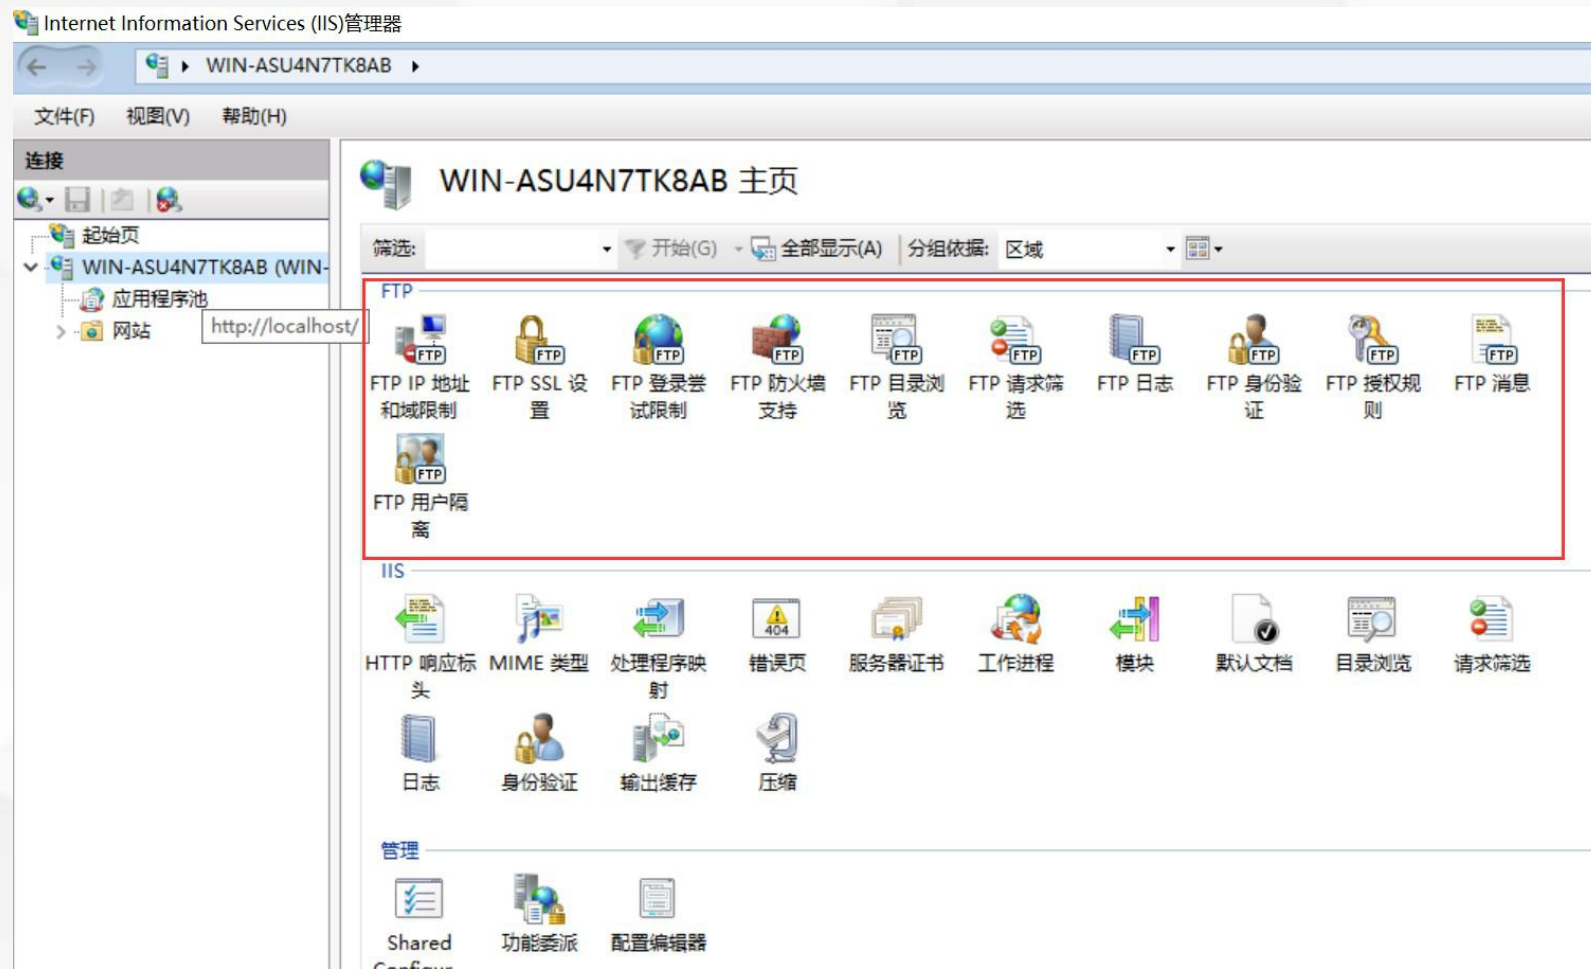 Internet Information Services (IIS)管理器
WIN-ASU4N7TK8AB
文件(F) 视图(V) 帮助(H)
连接
起始页
WIN-ASU4N7TK8AB (WIN-
应用程序池
网站
http://localhost/
WIN-ASU4N7TK8AB 主页
筛选: 开始(G) 全部显示(A) 分组依据: 区域
FTP
FTP IP 地址和域限制
FTP SSL 设置
FTP 登录尝试限制
FTP 防火墙支持
FTP 目录浏览
FTP 请求筛选
FTP 日志
FTP 身份验证
FTP 授权规则
FTP 消息
FTP 用户隔离
IIS
HTTP 响应标头
MIME 类型
处理程序映射
404
错误页
服务器证书
工作进程
模块
默认文档
目录浏览
请求筛选
日志
身份验证
输出缓存
压缩
管理
Shared
Configur
功能委派
配置编辑器